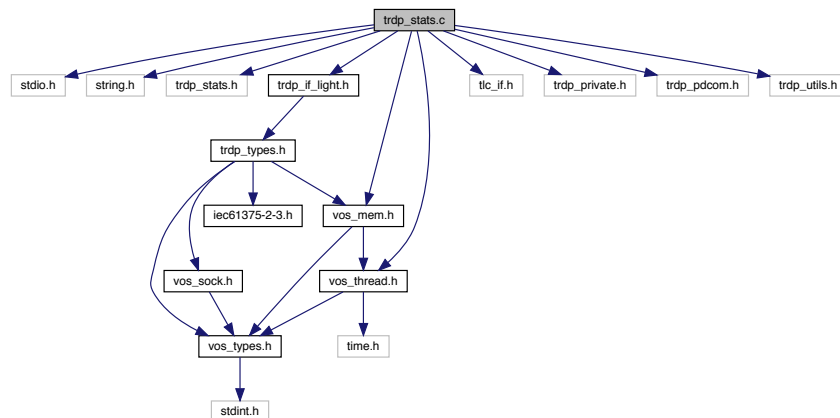 trdp_stats.c
stdio.h
string.h
trdp_stats.h
trdp_if_light.h
tlc_if.h
trdp_private.h
trdp_pdcom.h
trdp_utils.h
trdp_types.h
iec61375-2-3.h
vos_mem.h
vos_sock.h
vos_thread.h
vos_types.h
time.h
stdint.h